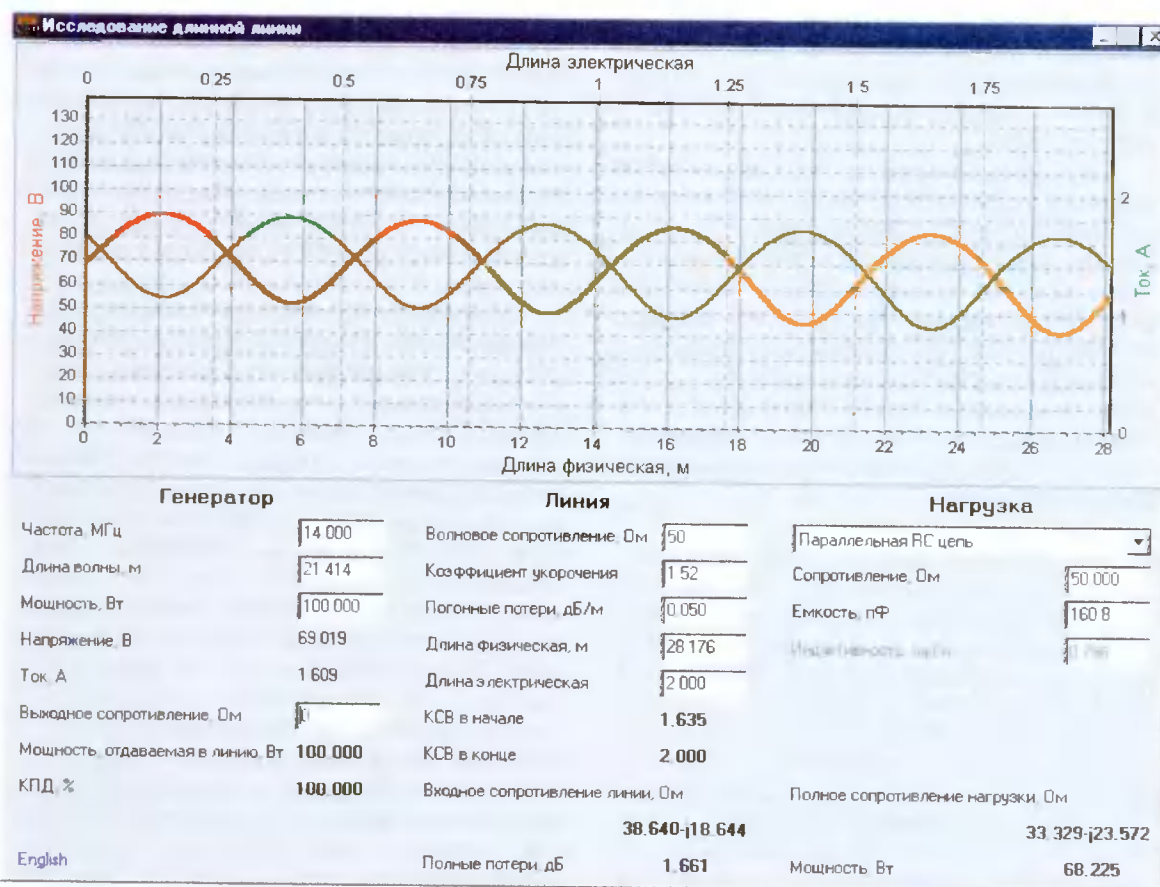 Исследование длинной линии
Длина электрическая
0 0.25 0.5 0.75 1 1.25 1.5 1.75
130
120
110
100
90
80
70
60
50
40
30
20
10
0
Напряжение, В
2
1
0
Ток, А
0 2 4 6 8 10 12 14 16 18 20 22 24 26 28
Длина физическая, м
Генератор
Частота, МГц 14 000
Длина волны, м 21 414
Мощность, Вт 100 000
Напряжение, В 69 019
Ток, А 1 609
Выходное сопротивление, Ом
Мощность, отдаваемая в линию, Вт 100.000
КПД, % 100.000
English
Линия
Волновое сопротивление, Ом 50
Коэффициент укорочения 1 52
Погонные потери, дБ/м 0,050
Длина физическая, м 28 176
Длина электрическая 2 000
КСВ в начале 1.635
КСВ в конце 2.000
Входное сопротивление линии, Ом
38.640-j18.644
Полные потери, дБ 1.661
Нагрузка
Параллельная RC цепь
Сопротивление, Ом 50 000
Емкость, пФ 160 8
Полное сопротивление нагрузки, Ом
33.329-j23.572
Мощность, Вт 68.225